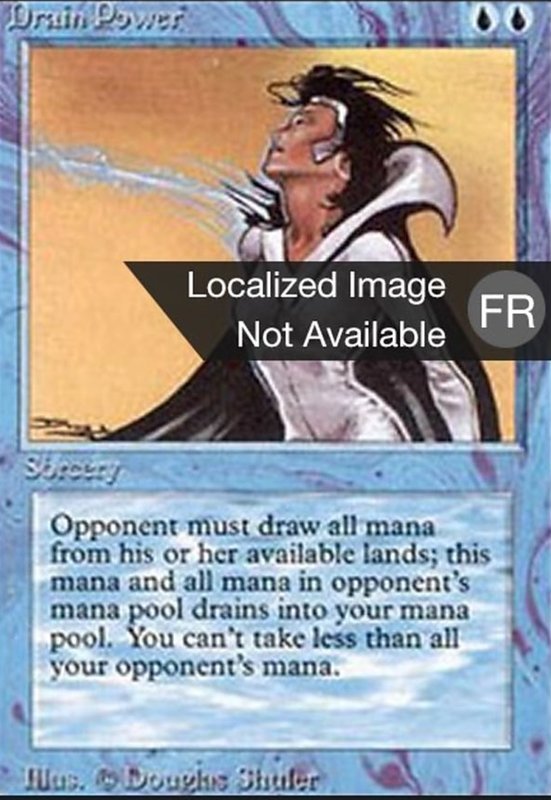 Drain Power
Localized Image
Not Available
FR
Sorcery
Opponent must draw all mana
from his or her available lands; this
mana and all mana in opponent's
mana pool drains into your mana
pool. You can't take less than all
your opponent's mana.
Illus. © Douglas Shuler